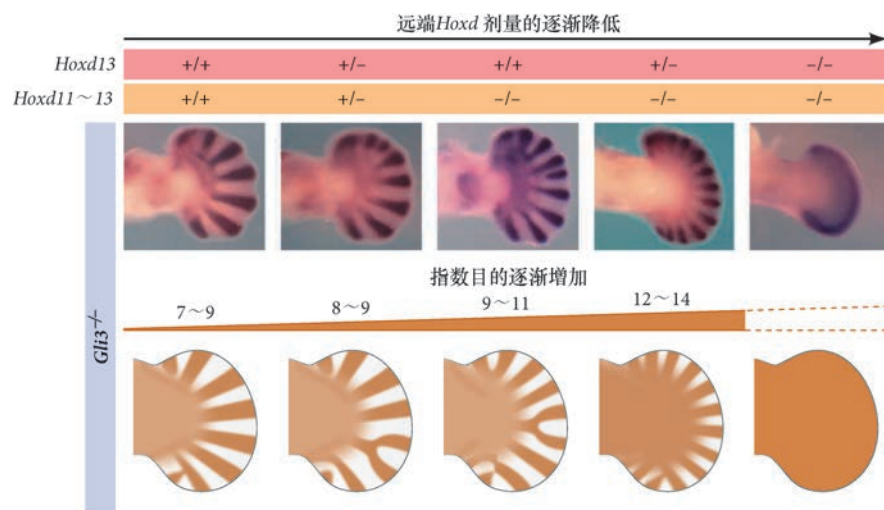 远端Hoxd 剂量的逐渐降低
Hoxd13 +/+ +/– +/+ +/– –/–
Hoxd11～13 +/+ +/– –/– –/– –/–
指数目的逐渐增加
7～9 8～9 9～11 12～14
Gli3-/-